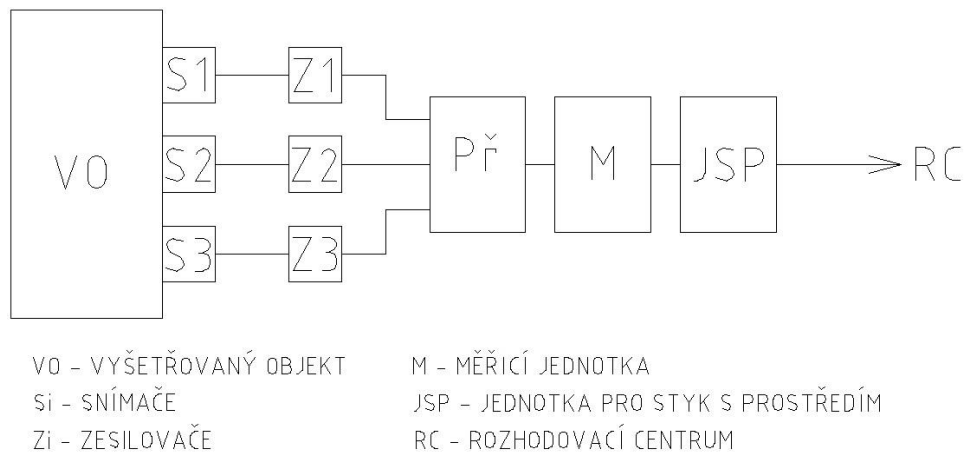 S1 Z1
VO S2 Z2 Př M JSP RC
S3 Z3
VO - VYŠETŘOVANÝ OBJEKT
Si - SNÍMAČE
Zi - ZESILOVAČE
M - MĚŘICÍ JEDNOTKA
JSP - JEDNOTKA PRO STYK S PROSTŘEDÍM
RC - ROZHODOVACÍ CENTRUM